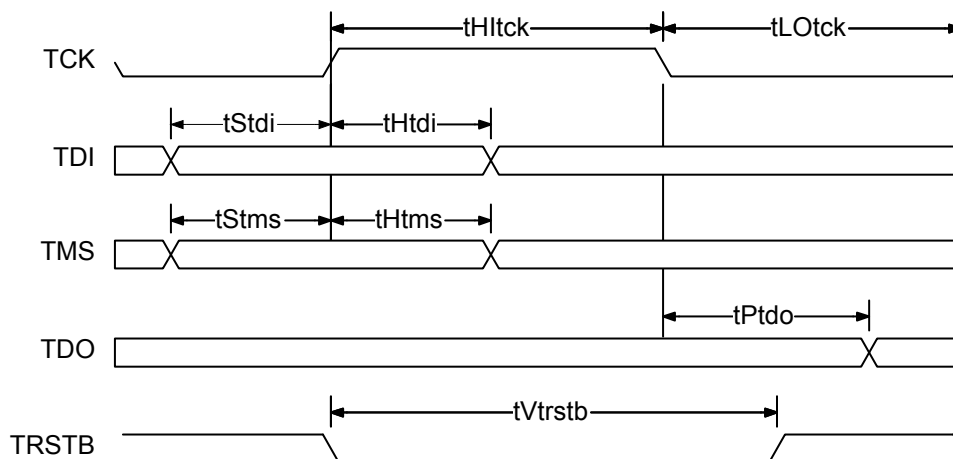 tHItck tLOtck
TCK
tStdi tHtdi
TDI
tStms tHtms
TMS
tPtdo
TDO
tVtrstb
TRSTB